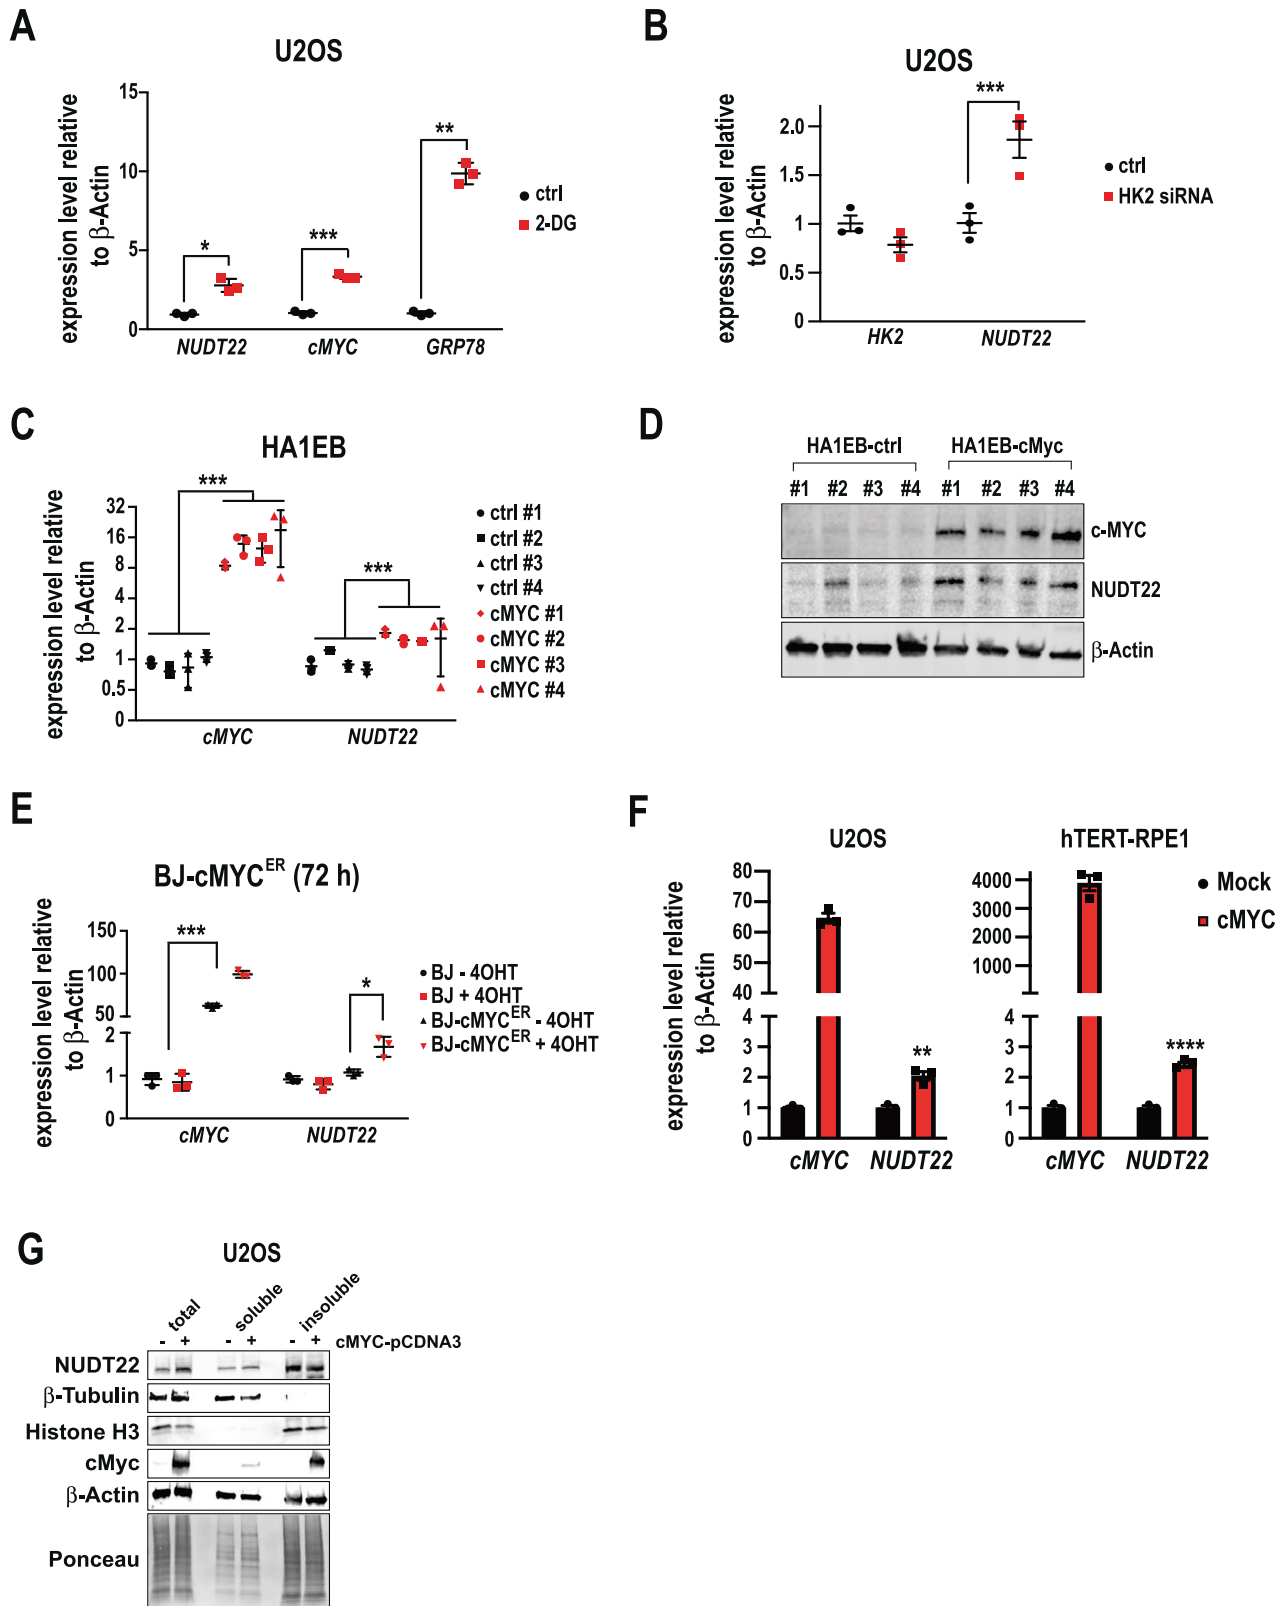 A
U2OS
expression level relative
to β-Actin
15
10
5
0
*
***
**
NUDT22
cMYC
GRP78
ctrl
2-DG
B
U2OS
expression level relative
to β-Actin
2.0
1.5
1
0.5
0
***
HK2
NUDT22
ctrl
HK2 siRNA
C
HA1EB
expression level relative
to β-Actin
32
16
8
4
2
1
0.5
0
***
***
cMYC
NUDT22
ctrl #1
ctrl #2
ctrl #3
ctrl #4
cMYC #1
cMYC #2
cMYC #3
cMYC #4
D
HA1EB-ctrl HA1EB-cMyc
#1 #2 #3 #4 #1 #2 #3 #4
c-MYC
NUDT22
β-Actin
E
BJ-cMYC^ER (72 h)
expression level relative
to β-Actin
150
100
50
2
1
0
***
*
cMYC
NUDT22
BJ - 4OHT
BJ + 4OHT
BJ-cMYC^ER - 4OHT
BJ-cMYC^ER + 4OHT
F
U2OS
expression level relative
to β-Actin
80
70
60
50
40
4
3
2
1
0
**
cMYC NUDT22
hTERT-RPE1
4000
3000
2000
1000
4
3
2
1
0
****
cMYC NUDT22
Mock
cMYC
G
U2OS
total soluble insoluble
- + - + - + cMYC-pCDNA3
NUDT22
β-Tubulin
Histone H3
cMyc
β-Actin
Ponceau